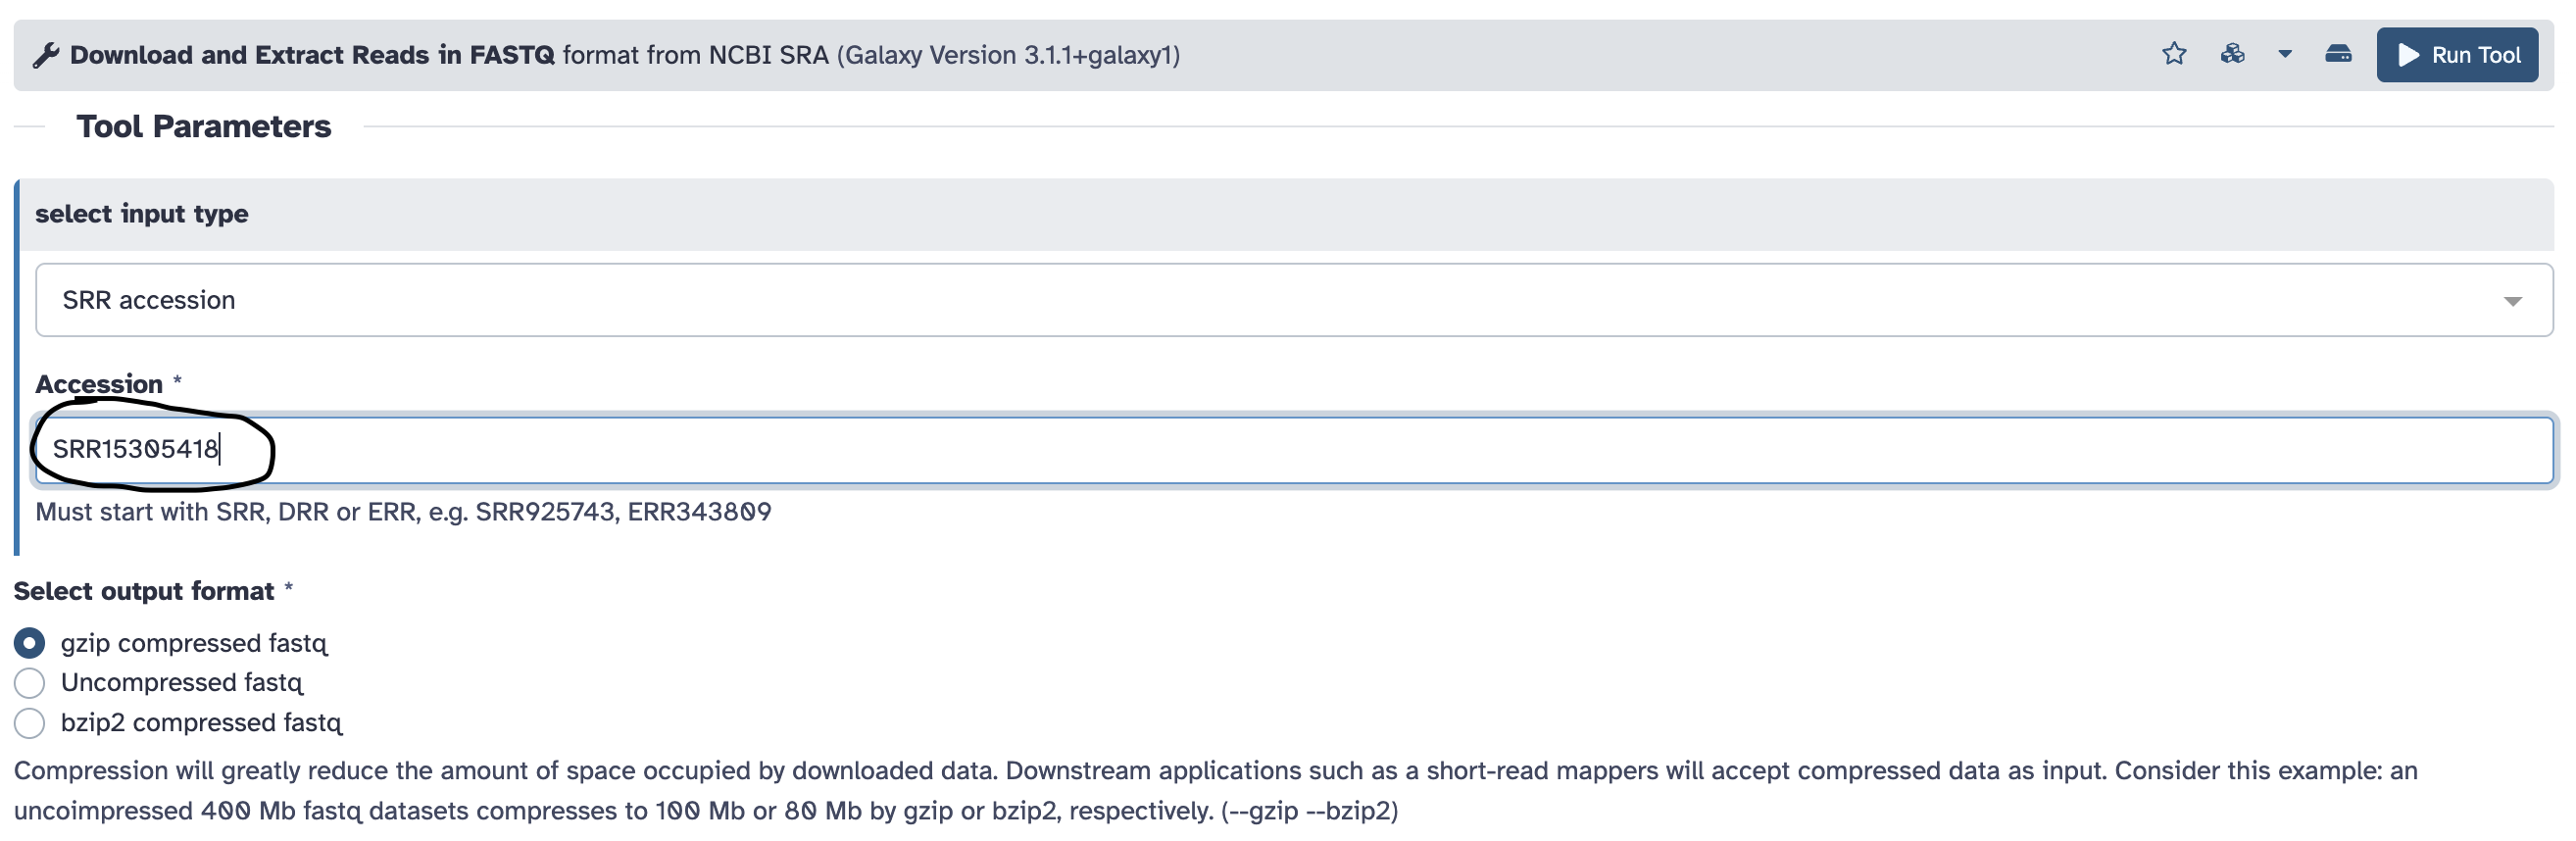 Download and Extract Reads in FASTQ format from NCBI SRA (Galaxy Version 3.1.1+galaxy1)
Run Tool
Tool Parameters
select input type
SRR accession
Accession *
SRR15305418
Must start with SRR, DRR or ERR, e.g. SRR925743, ERR343809
Select output format *
gzip compressed fastq
Uncompressed fastq
bzip2 compressed fastq
Compression will greatly reduce the amount of space occupied by downloaded data. Downstream applications such as a short-read mappers will accept compressed data as input. Consider this example: an
uncoimpressed 400 Mb fastq datasets compresses to 100 Mb or 80 Mb by gzip or bzip2, respectively. (--gzip --bzip2)